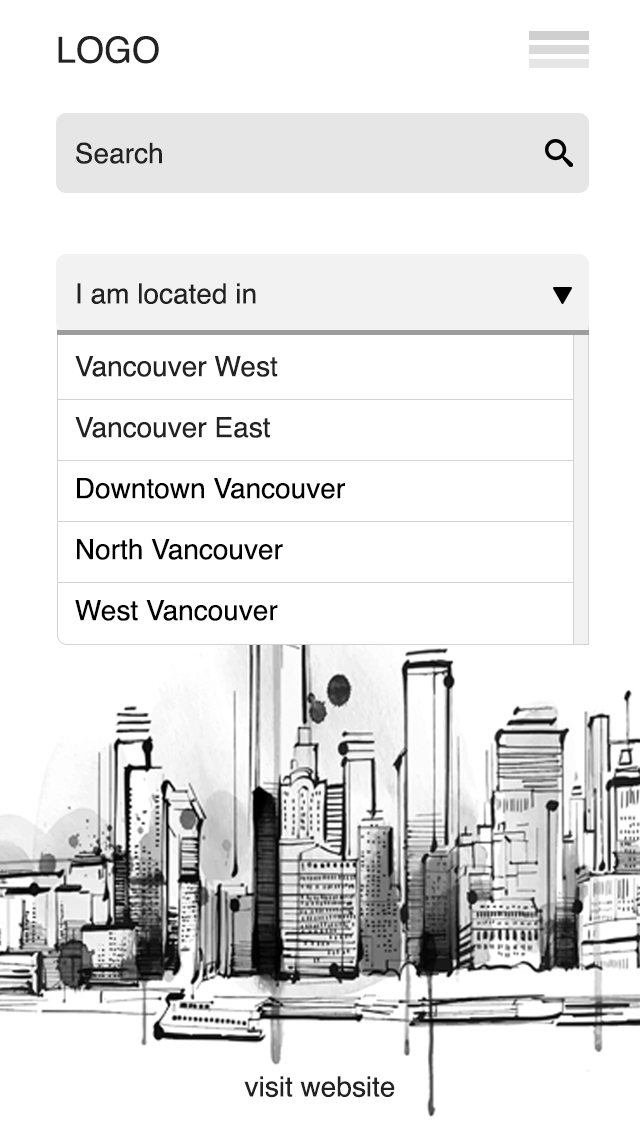 LOGO
Search
I am located in
Vancouver West
Vancouver East
Downtown Vancouver
North Vancouver
West Vancouver
visit website